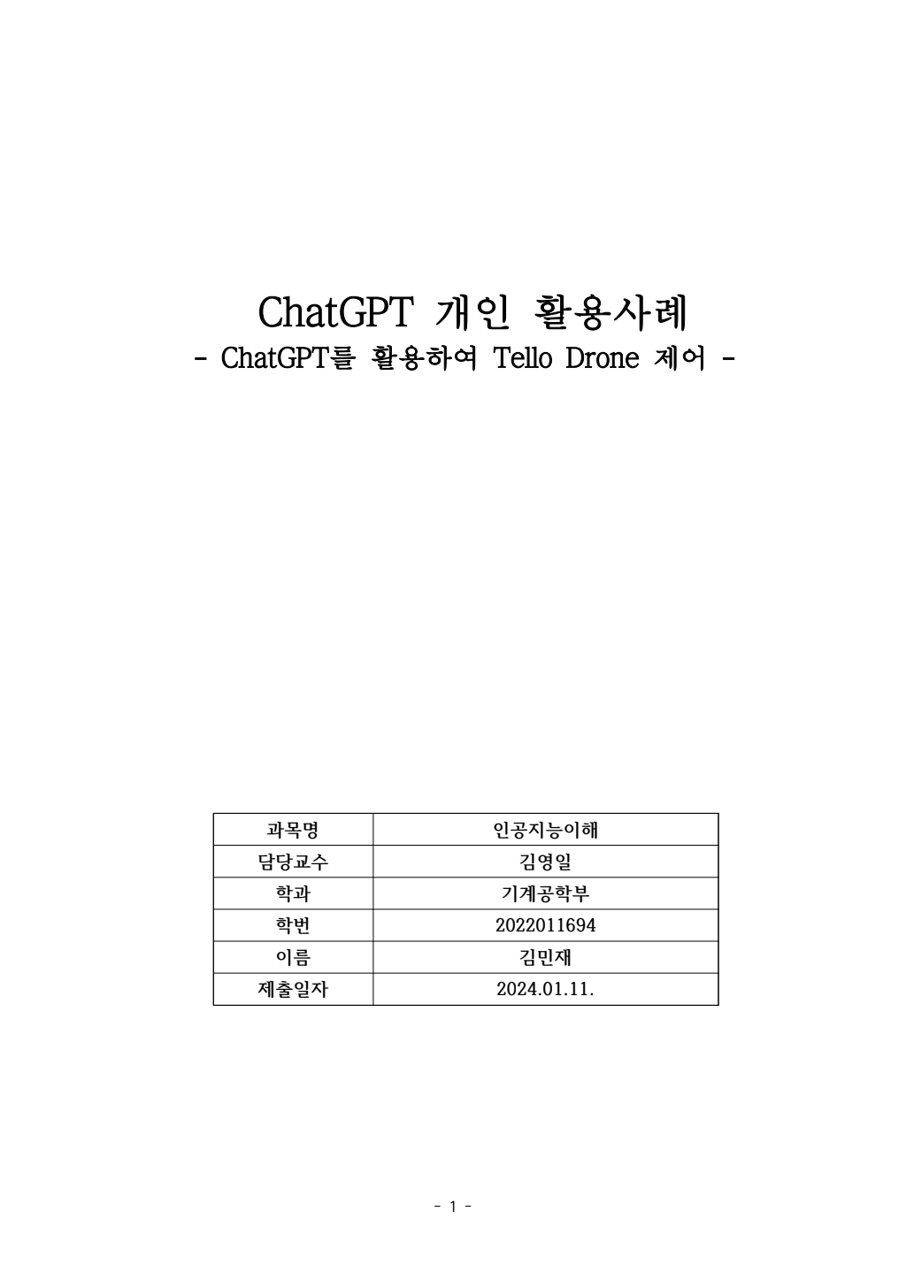 ChatGPT 개인 활용사례
- ChatGPT를 활용하여 Tello Drone 제어 -
과목명 인공지능이해
담당교수 김영일
학과 기계공학부
학번 2022011694
이름 김민재
제출일자 2024.01.11.
- 1 -